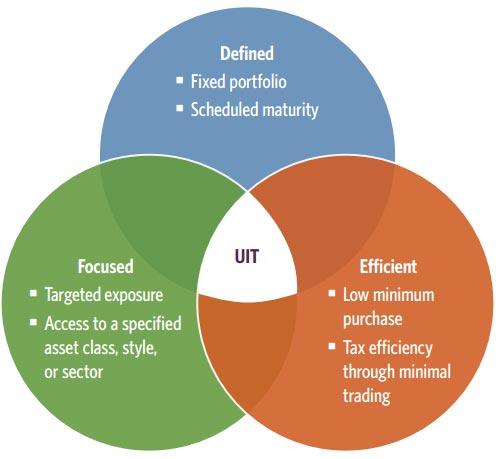 Defined
▪ Fixed portfolio
▪ Scheduled maturity
UIT
Focused
▪ Targeted exposure
▪ Access to a specified
asset class, style,
or sector
Efficient
▪ Low minimum
purchase
▪ Tax efficiency
through minimal
trading